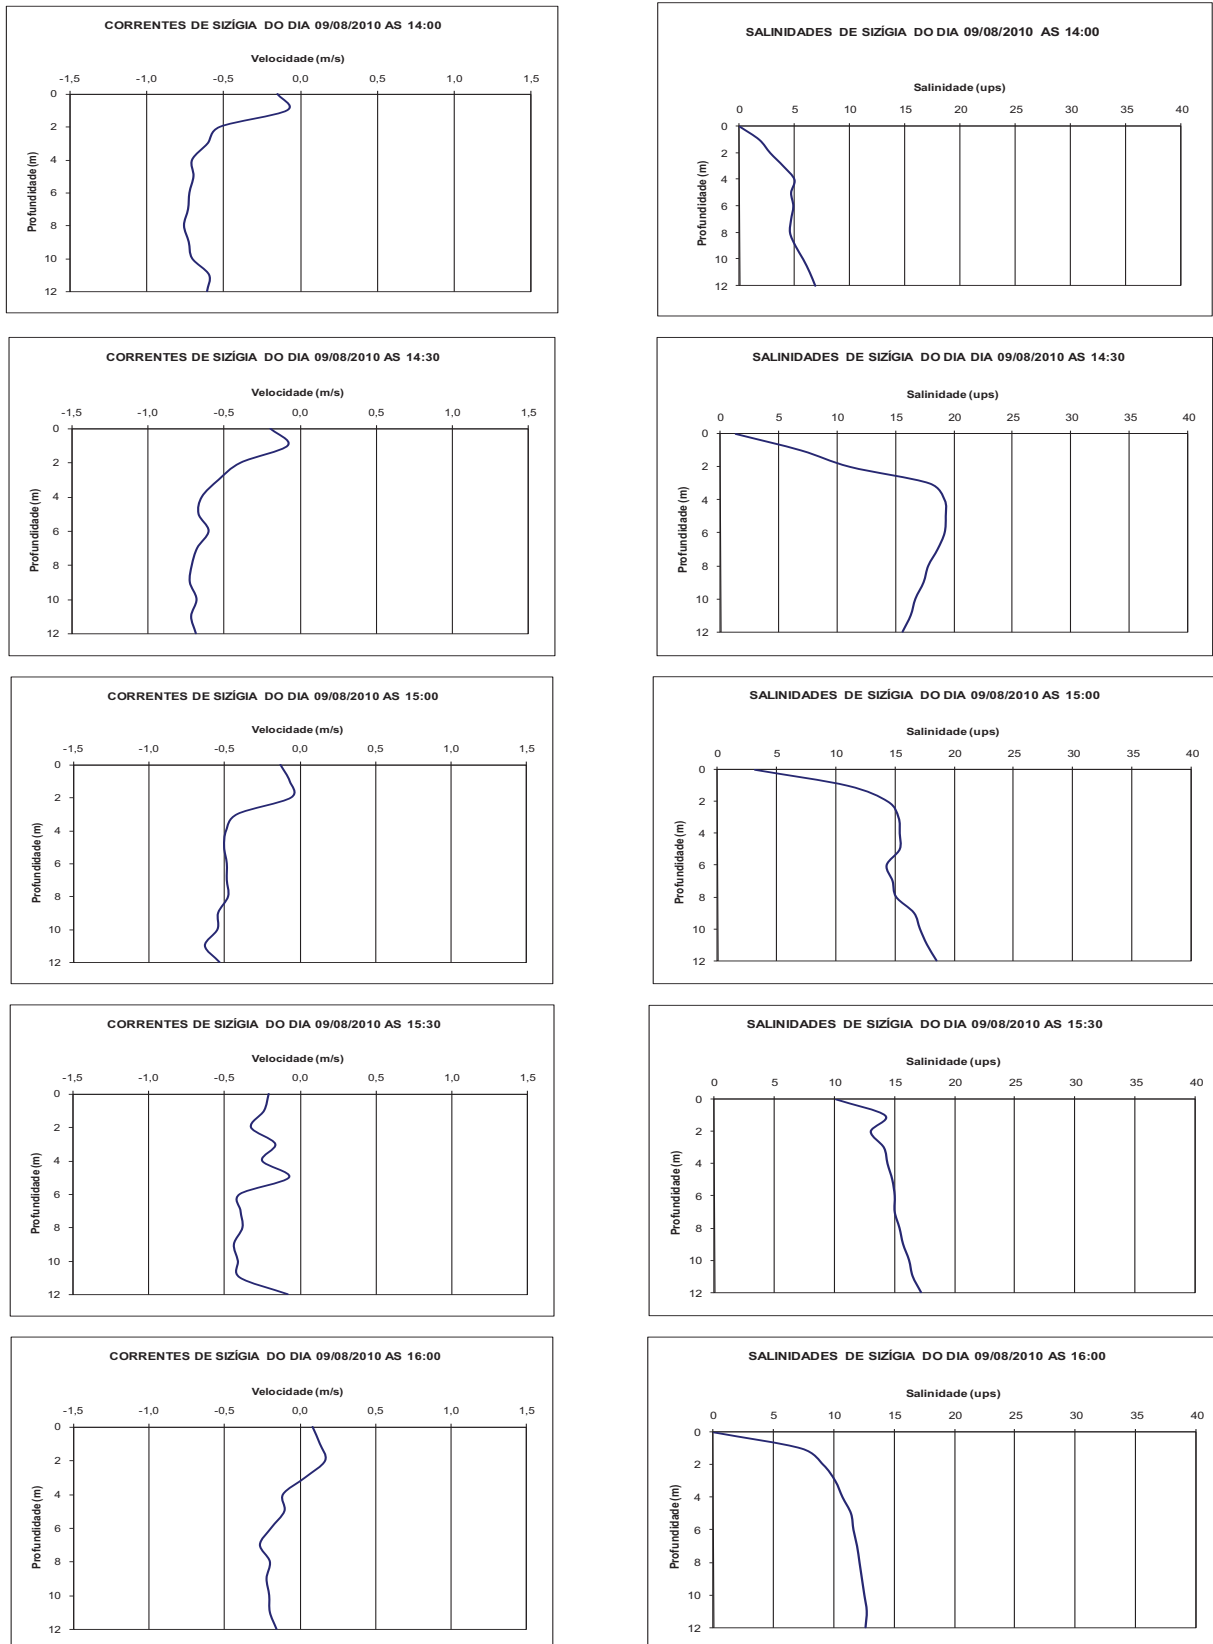 CORRENTES DE SIZÍGIA DO DIA 09/08/2010 AS 14:00
Velocidade (m/s)
-1,5 -1,0 -0,5 0,0 0,5 1,0 1,5
0
2
4
6
8
10
12
Profundidade (m)
SALINIDADES DE SIZÍGIA DO DIA 09/08/2010 AS 14:00
Salinidade (ups)
0 5 10 15 20 25 30 35 40
0
2
4
6
8
10
12
Profundidade (m)
CORRENTES DE SIZÍGIA DO DIA 09/08/2010 AS 14:30
Velocidade (m/s)
-1,5 -1,0 -0,5 0,0 0,5 1,0 1,5
0
2
4
6
8
10
12
Profundidade (m)
SALINIDADES DE SIZÍGIA DO DIA DIA 09/08/2010 AS 14:30
Salinidade (ups)
0 5 10 15 20 25 30 35 40
0
2
4
6
8
10
12
Profundidade (m)
CORRENTES DE SIZÍGIA DO DIA 09/08/2010 AS 15:00
Velocidade (m/s)
-1,5 -1,0 -0,5 0,0 0,5 1,0 1,5
0
2
4
6
8
10
12
Profundidade (m)
SALINIDADES DE SIZÍGIA DO DIA 09/08/2010 AS 15:00
Salinidade (ups)
0 5 10 15 20 25 30 35 40
0
2
4
6
8
10
12
Profundidade (m)
CORRENTES DE SIZÍGIA DO DIA 09/08/2010 AS 15:30
Velocidade (m/s)
-1,5 -1,0 -0,5 0,0 0,5 1,0 1,5
0
2
4
6
8
10
12
Profundidade (m)
SALINIDADES DE SIZÍGIA DO DIA 09/08/2010 AS 15:30
Salinidade (ups)
0 5 10 15 20 25 30 35 40
0
2
4
6
8
10
12
Profundidade (m)
CORRENTES DE SIZÍGIA DO DIA 09/08/2010 AS 16:00
Velocidade (m/s)
-1,5 -1,0 -0,5 0,0 0,5 1,0 1,5
0
2
4
6
8
10
12
Profundidade (m)
SALINIDADES DE SIZÍGIA DO DIA 09/08/2010 AS 16:00
Salinidade (ups)
0 5 10 15 20 25 30 35 40
0
2
4
6
8
10
12
Profundidade (m)